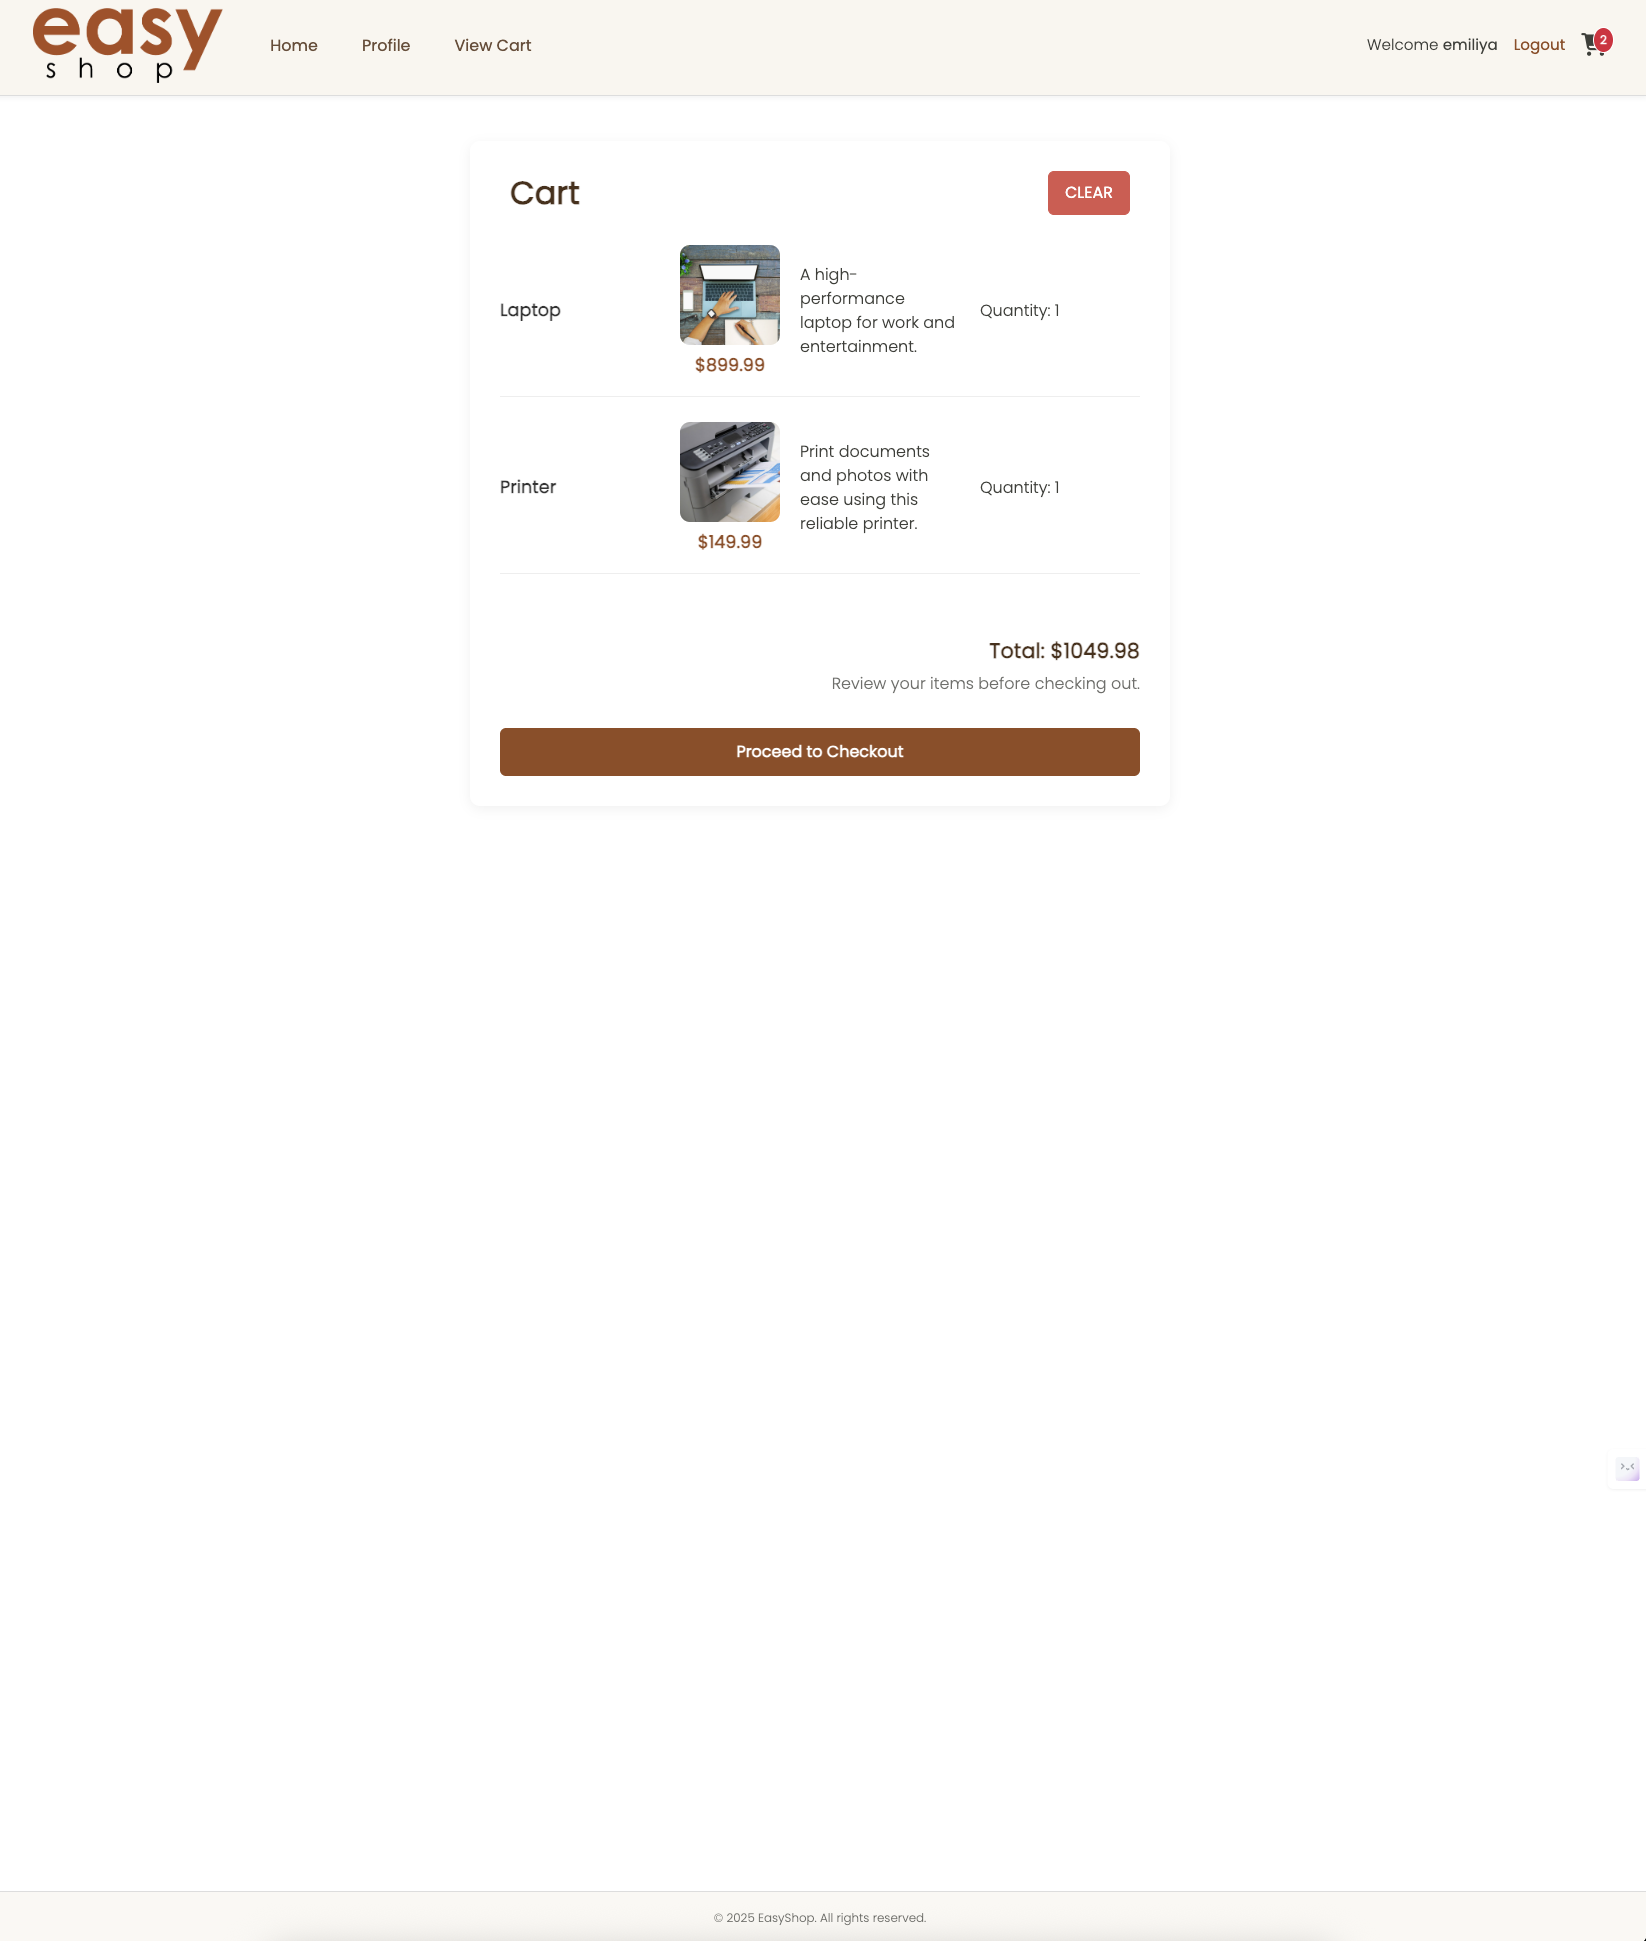 easy
shop
Home Profile View Cart
Welcome emiliya Logout 2
Cart
CLEAR
Laptop
$899.99
A high-
performance
laptop for work and
entertainment.
Quantity: 1
Printer
$149.99
Print documents
and photos with
ease using this
reliable printer.
Quantity: 1
Total: $1049.98
Review your items before checking out.
Proceed to Checkout
© 2025 EasyShop. All rights reserved.